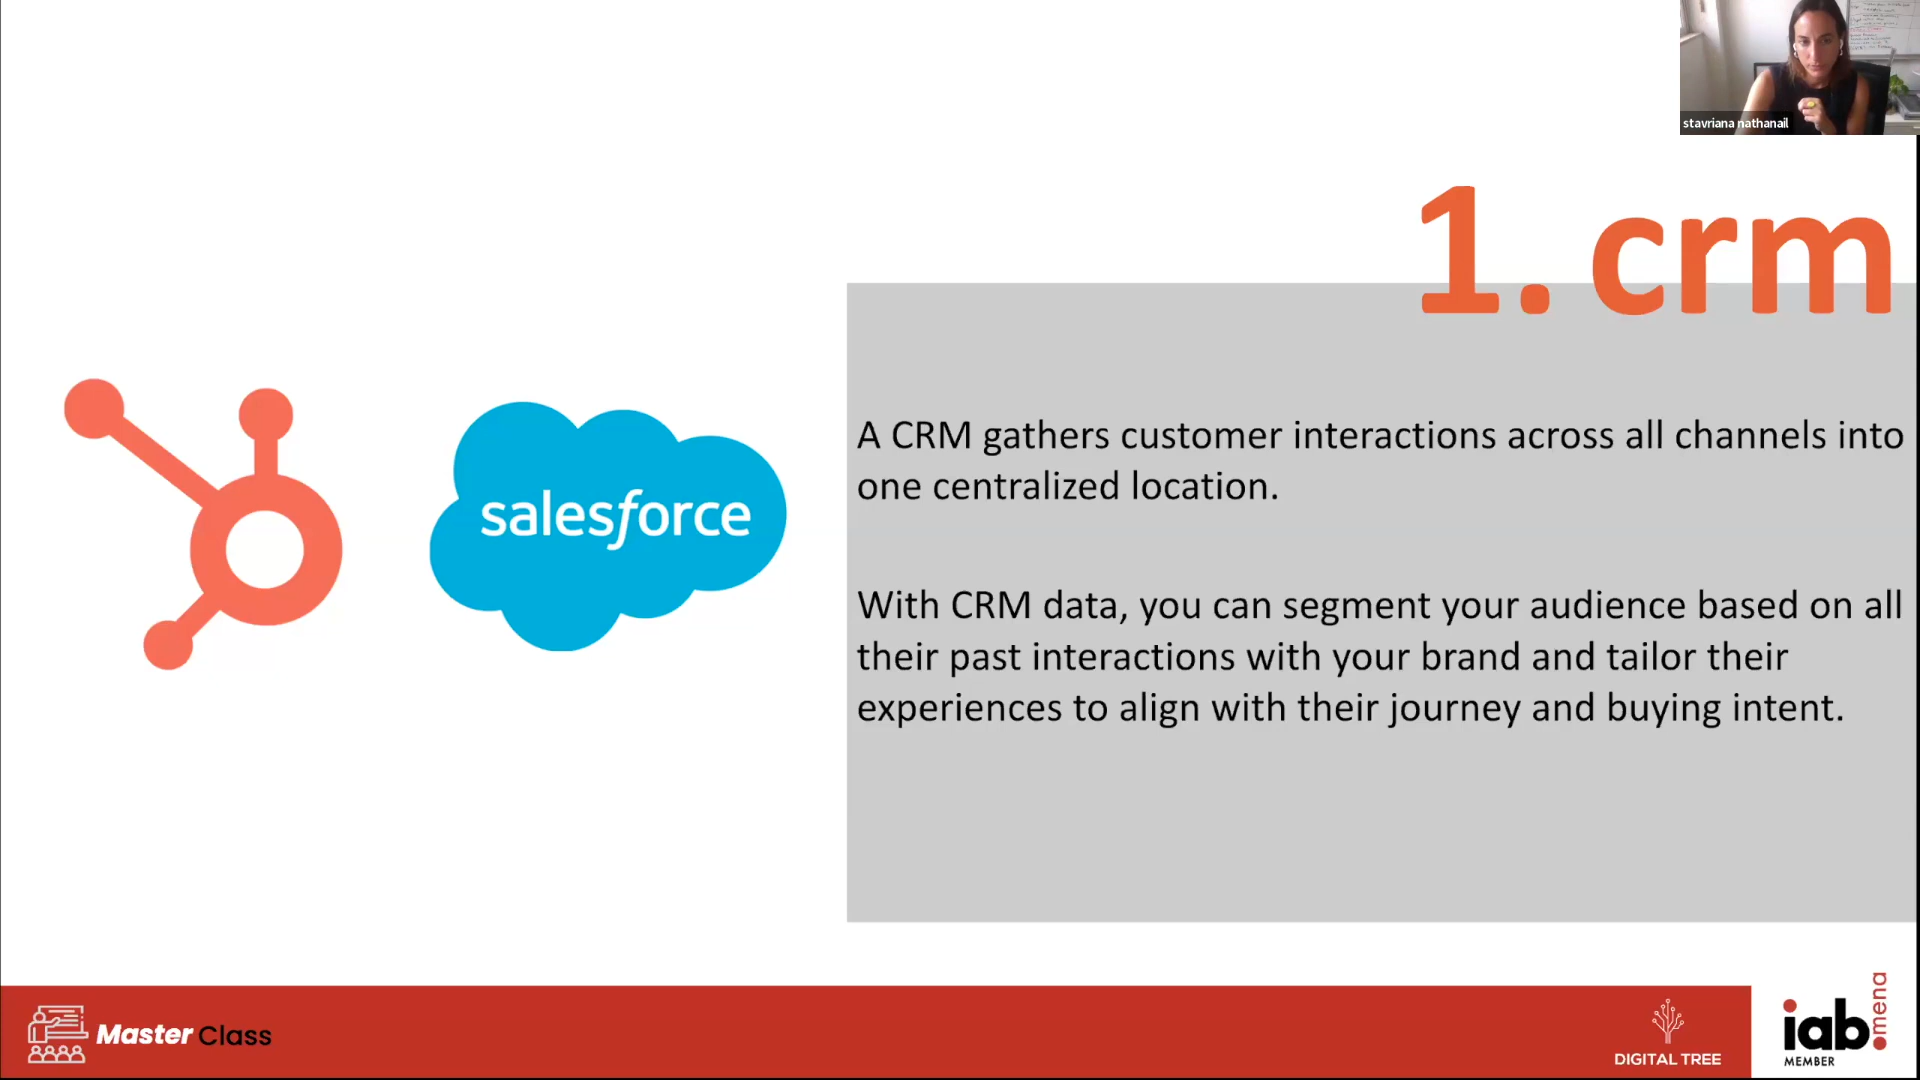 stavriana nathanail
1. crm
salesforce
A CRM gathers customer interactions across all channels into
one centralized location.
With CRM data, you can segment your audience based on all
their past interactions with your brand and tailor their
experiences to align with their journey and buying intent.
Master Class
DIGITAL TREE
iab mena
MEMBER